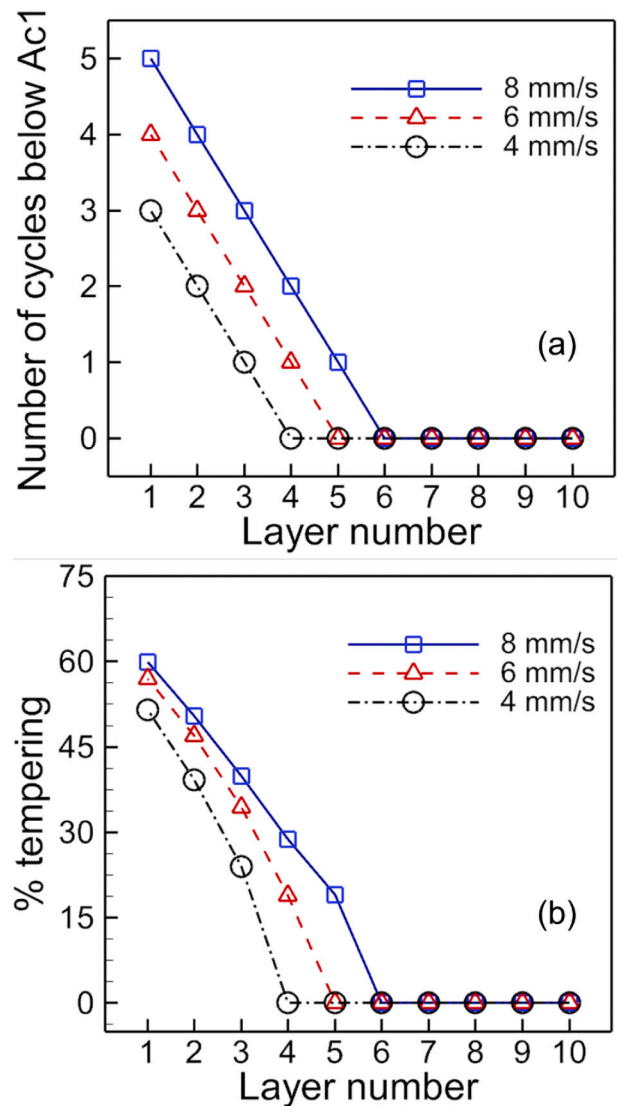 Number of cycles below Ac1
5
4
3
2
1
0
8 mm/s
6 mm/s
4 mm/s
(a)
1 2 3 4 5 6 7 8 9 10
Layer number
% tempering
75
60
45
30
15
0
8 mm/s
6 mm/s
4 mm/s
(b)
1 2 3 4 5 6 7 8 9 10
Layer number